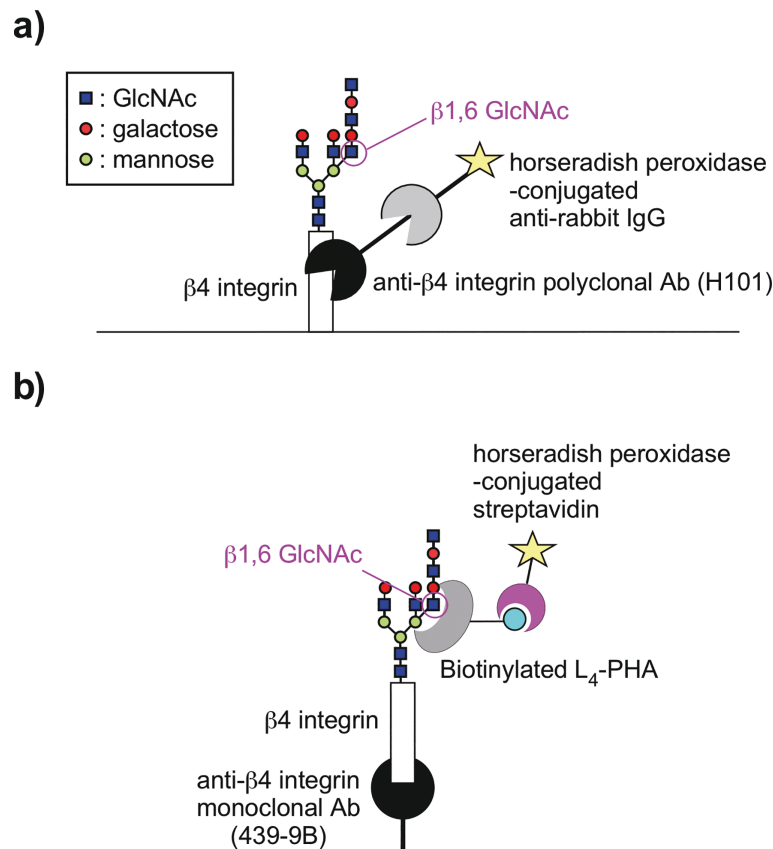 a)
: GlcNAc
: galactose
: mannose
β1,6 GlcNAc
horseradish peroxidase
-conjugated
anti-rabbit IgG
β4 integrin
anti-β4 integrin polyclonal Ab (H101)
b)
horseradish peroxidase
-conjugated
streptavidin
β1,6 GlcNAc
Biotinylated L4-PHA
β4 integrin
anti-β4 integrin
monoclonal Ab
(439-9B)